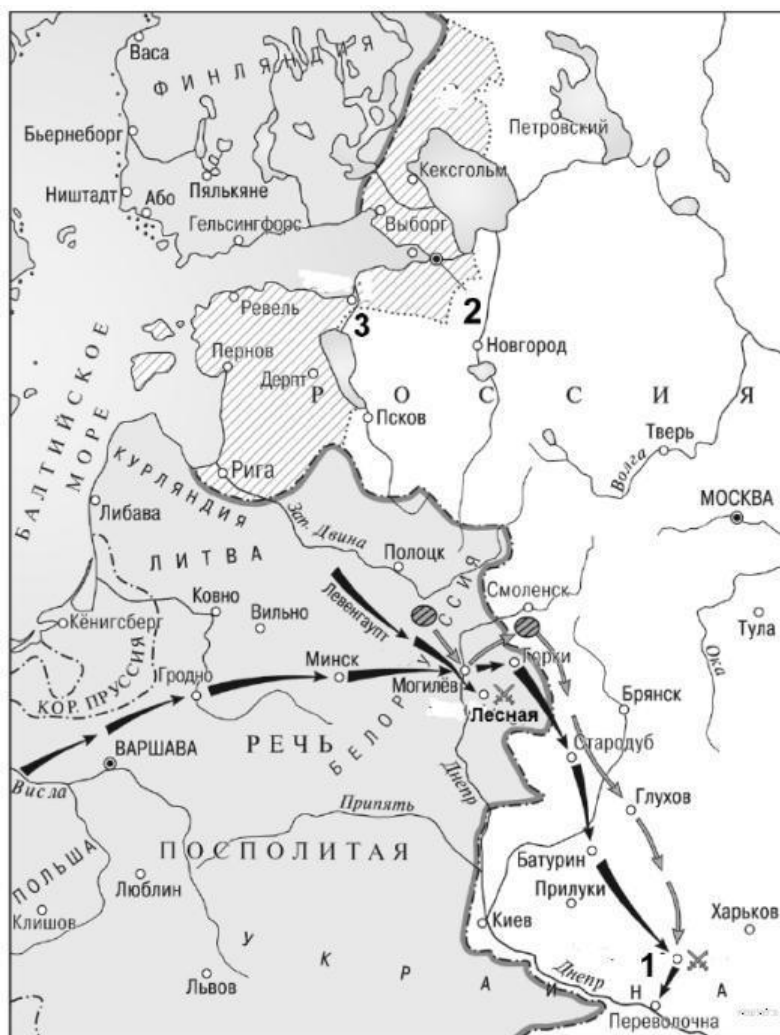 Васа
ФИНЛЯНДИЯ
Петровский
Бьернеборг
Кексгольм
Пялькяне
Ништадт
Або
Выборг
Гельсингфорс
Ревель
3
2
Новгород
Пернов
Дерпт
РОССИЯ
Псков
БАЛТИЙСКОЕ
МОРЕ
Тверь
Волга
Рига
КУРЛЯНДИЯ
МОСКВА
Либава
Зап. Двина
ЛИТВА
Полоцк
Смоленск
Левенгаупт
Ковно
Вильно
Кёнигсберг
Тула
Ока
Минск
Горки
КОР. ПРУССИЯ
Гродно
Могилёв
Лесная
Брянск
БЕЛОРУССИЯ
РЕЧЬ
ВАРШАВА
Стародуб
Висла
Днепр
Глухов
Припять
ПОСПОЛИТАЯ
Батурин
ПОЛЬША
Люблин
Прилуки
Клишов
Киев
Харьков
1
УКРАИНА
Львов
Днепр
Переволочна